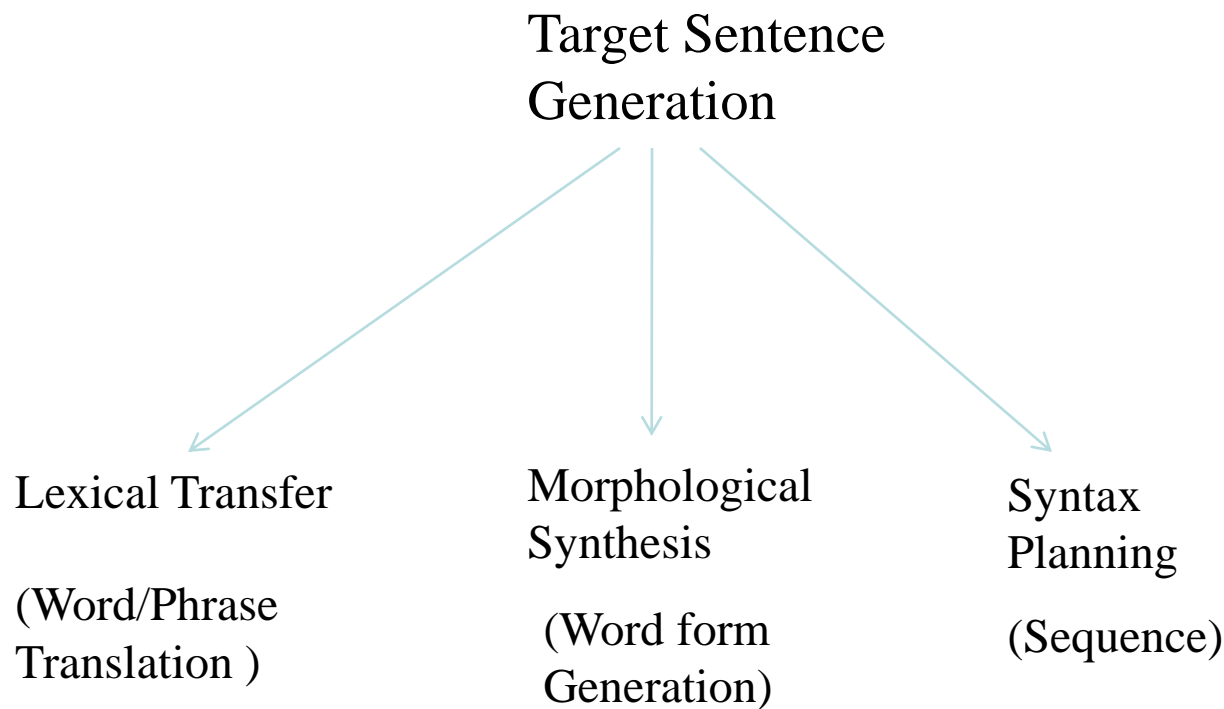 Target Sentence
Generation
Lexical Transfer
(Word/Phrase
Translation )
Morphological
Synthesis
(Word form
Generation)
Syntax
Planning
(Sequence)